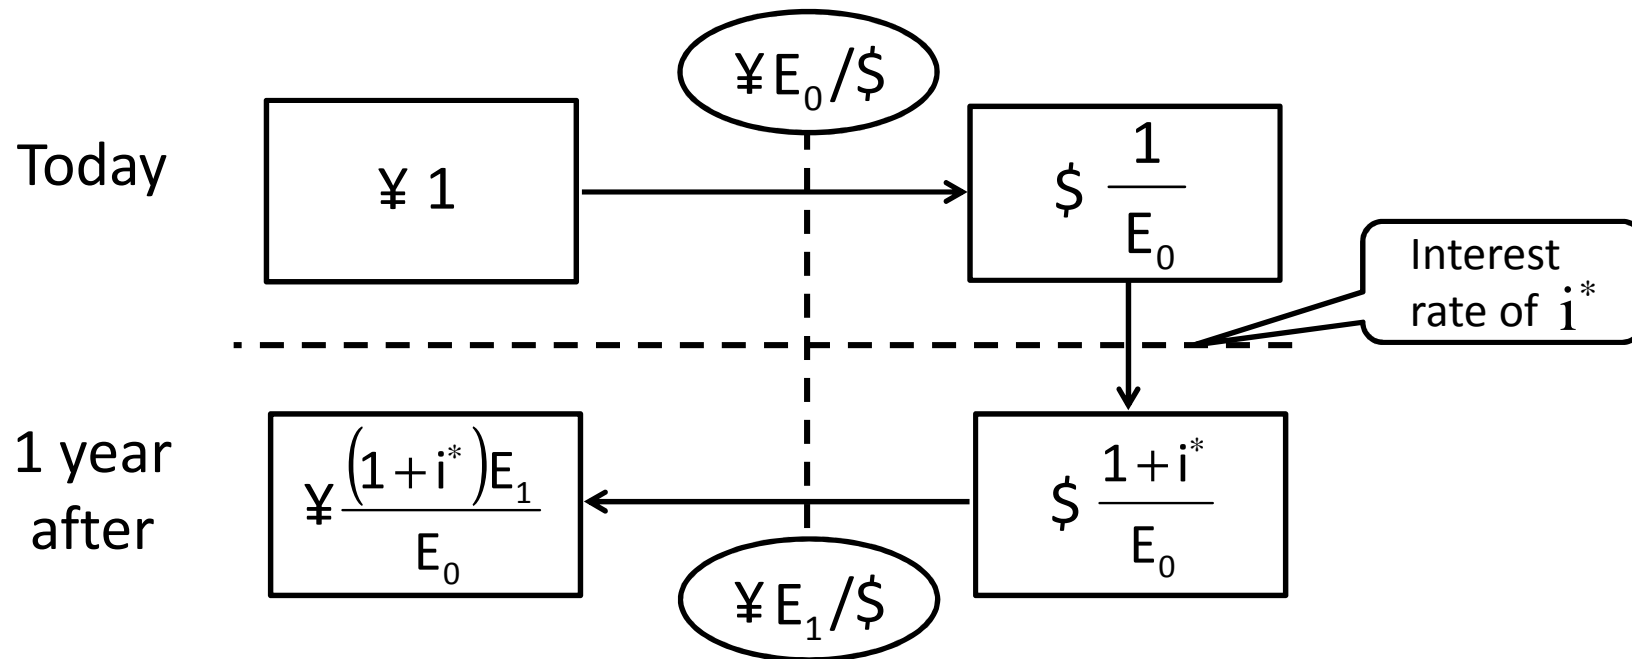 ¥E₀/$
Today
¥ 1
$ 1/E₀
Interest
rate of i*
1 year
after
¥ (1+i*)E₁/E₀
$ 1+i*/E₀
¥E₁/$